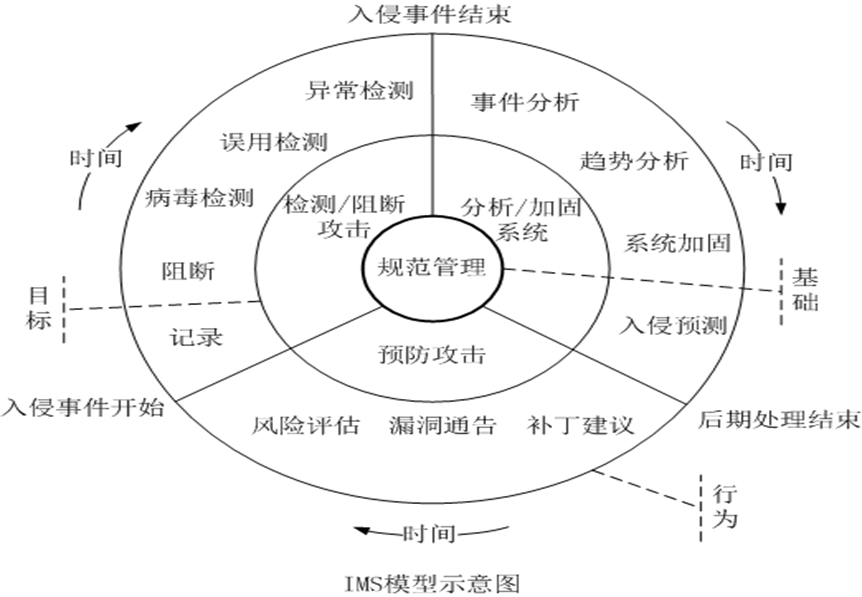 入侵事件结束
异常检测
事件分析
误用检测
趋势分析
时间
时间
病毒检测
检测/阻断
攻击
分析/加固
系统
系统加固
阻断
规范管理
目标
基础
记录
入侵预测
预防攻击
入侵事件开始
后期处理结束
风险评估 漏洞通告 补丁建议
行为
时间
IMS模型示意图